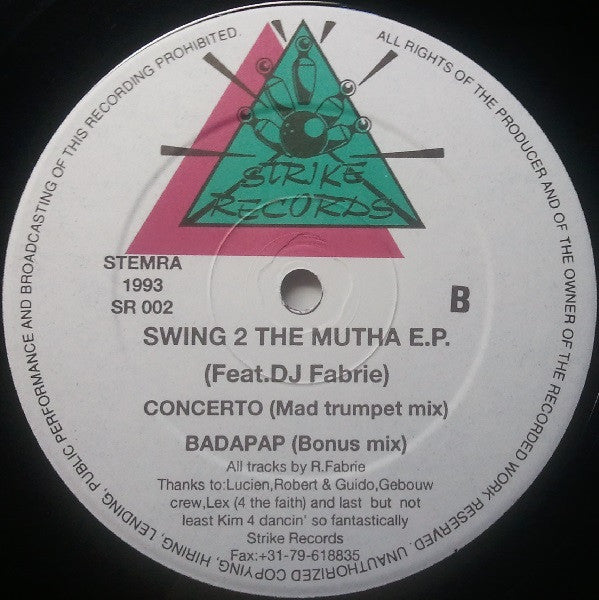 ALL RIGHTS OF THE PRODUCER AND OF THE OWNER OF THE RECORDED WORK RESERVED. UNAUTHORIZED COPYING, HIRING, LENDING, PUBLIC PERFORMANCE AND BROADCASTING OF THIS RECORDING PROHIBITED.
STRIKE
RECORDS
STEMRA
1993
SR 002
B
SWING 2 THE MUTHA E.P.
(Feat.DJ Fabrie)
CONCERTO (Mad trumpet mix)
BADAPAP (Bonus mix)
All tracks by R.Fabrie
Thanks to:Lucien,Robert & Guido,Gebouw
crew,Lex (4 the faith) and last but not
least Kim 4 dancin' so fantastically
Strike Records
Fax:+31-79-618835